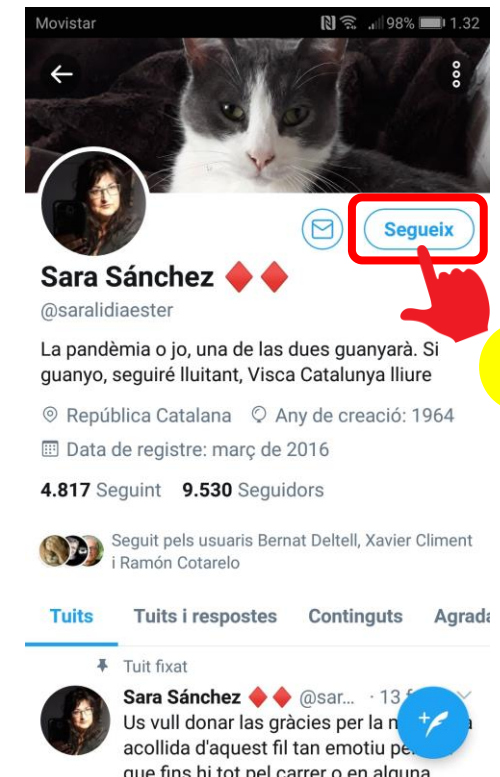 Movistar 98% 1.32
Segueix
Sara Sánchez
@saralidiaester
La pandèmia o jo, una de las dues guanyarà. Si
guanyo, seguiré lluitant, Visca Catalunya lliure
República Catalana Any de creació: 1964
Data de registre: març de 2016
4.817 Seguint 9.530 Seguidors
Seguit pels usuaris Bernat Deltell, Xavier Climent
i Ramón Cotarelo
Tuits Tuits i respostes Continguts Agrada
Tuit fixat
Sara Sánchez @sar... · 13 f
Us vull donar las gràcies per la n
acollida d'aquest fil tan emotiu pe
que fins hi tot pel carrer o en alguna